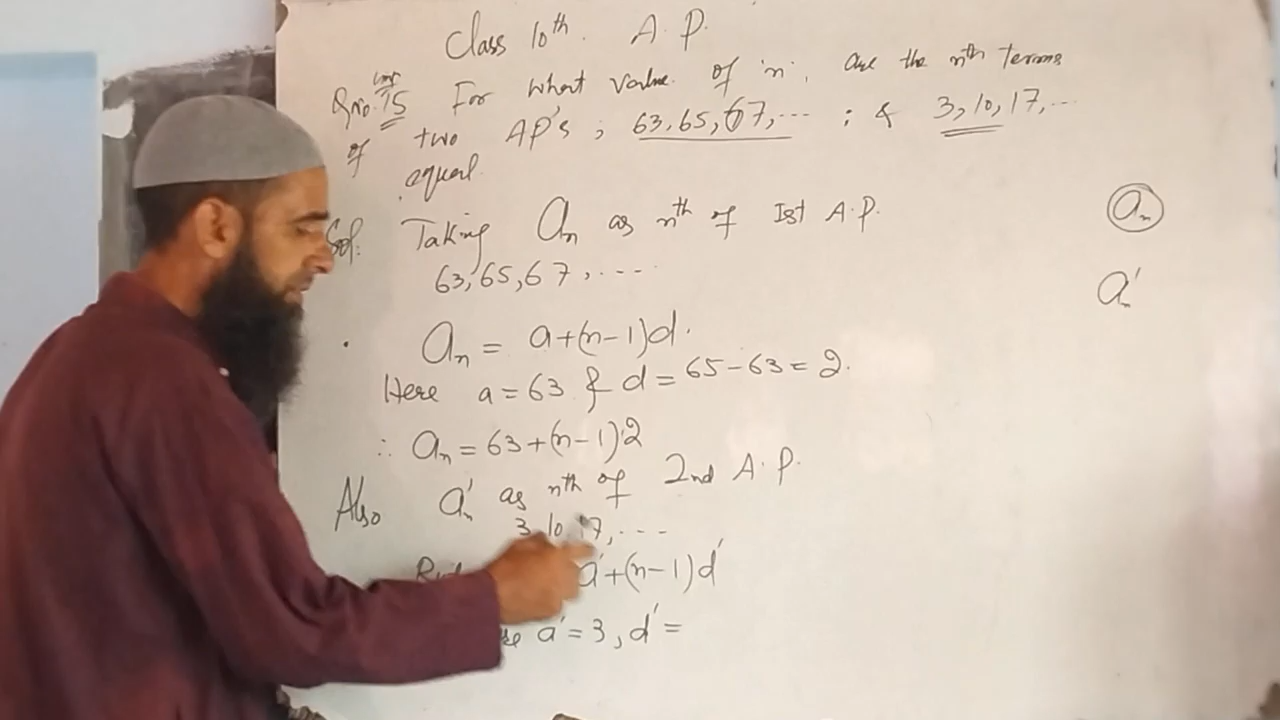 Class 10th. A.P.
Qno. 15 imp For what value of 'n', are the nth terms
of two AP's ; 63,65,67,... ; & 3,10,17,...
equal.
Sol. Taking an as nth of Ist A.P.
an
63,65,67,....
a'n
an = a+(n-1)d.
Here a = 63 & d = 65-63 = 2.
∴ an = 63+(n-1)2
Also a'n as nth of 2nd A.P.
3 10 17,...
a'+(n-1)d'
a' = 3, d' =